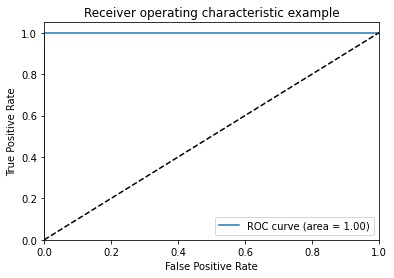 Receiver operating characteristic example
True Positive Rate
1.0
0.8
0.6
0.4
0.2
0.0
ROC curve (area = 1.00)
0.0 0.2 0.4 0.6 0.8 1.0
False Positive Rate